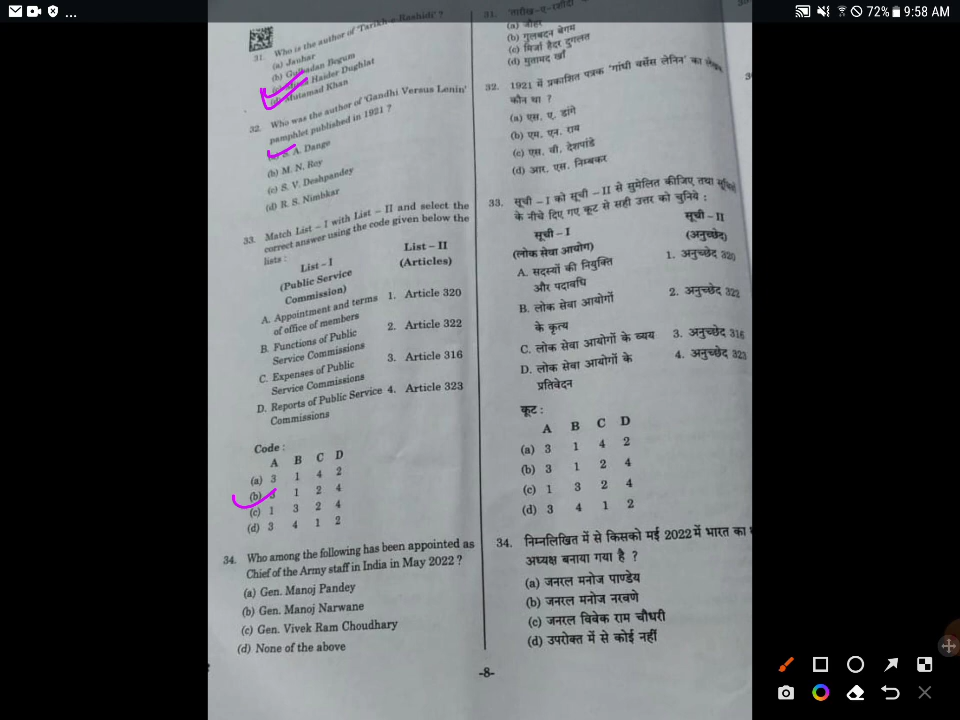 ... 72% 9:58 AM
31. Who is the author of 'Tarikh-e-Rashidi' ?
(a) Jauhar
(b) Gulbadan Begum
Haider Dughlat
(d) Mutamad Khan
32. Who was the author of 'Gandhi Versus Lenin'
pamphlet published in 1921 ?
S. A. Dange
(b) M. N. Roy
(c) S. V. Deshpandey
(d) R. S. Nimbkar
33. Match List – I with List – II and select the
correct answer using the code given below the
lists :
List – I List – II
(Public Service (Articles)
Commission)
A. Appointment and terms 1. Article 320
of office of members
B. Functions of Public 2. Article 322
Service Commissions
C. Expenses of Public 3. Article 316
Service Commissions
D. Reports of Public Service 4. Article 323
Commissions
Code :
A B C D
(a) 3 1 4 2
(b) 3 1 2 4
(c) 1 3 2 4
(d) 3 4 1 2
34. Who among the following has been appointed as
Chief of the Army staff in India in May 2022 ?
(a) Gen. Manoj Pandey
(b) Gen. Manoj Narwane
(c) Gen. Vivek Ram Choudhary
(d) None of the above
31. 'तारीख-ए-रशीदी'
(a) जौहर
(b) गुलबदन बेगम
(c) मिर्जा हैदर दुगलत
(d) मुतामद खाँ
32. 1921 में प्रकाशित पत्रक 'गांधी वर्सेस लेनिन' का
कौन था ?
(a) एस. ए. डांगे
(b) एम. एन. राय
(c) एस. वी. देशपांडे
(d) आर. एस. निम्बकर
33. सूची – I को सूची – II से सुमेलित कीजिए तथा
के नीचे दिए गए कूट से सही उत्तर को चुनिये :
सूची – I सूची – II
(लोक सेवा आयोग) (अनुच्छेद)
A. सदस्यों की नियुक्ति 1. अनुच्छेद 320
और पदावधि
B. लोक सेवा आयोगों 2. अनुच्छेद 322
के कृत्य
C. लोक सेवा आयोगों के व्यय 3. अनुच्छेद 316
D. लोक सेवा आयोगों के 4. अनुच्छेद 323
प्रतिवेदन
कूट :
A B C D
(a) 3 1 4 2
(b) 3 1 2 4
(c) 1 3 2 4
(d) 3 4 1 2
34. निम्नलिखित में से किसको मई 2022 में भारत का
अध्यक्ष बनाया गया है ?
(a) जनरल मनोज पाण्डेय
(b) जनरल मनोज नरवणे
(c) जनरल विवेक राम चौधरी
(d) उपरोक्त में से कोई नहीं
-8-